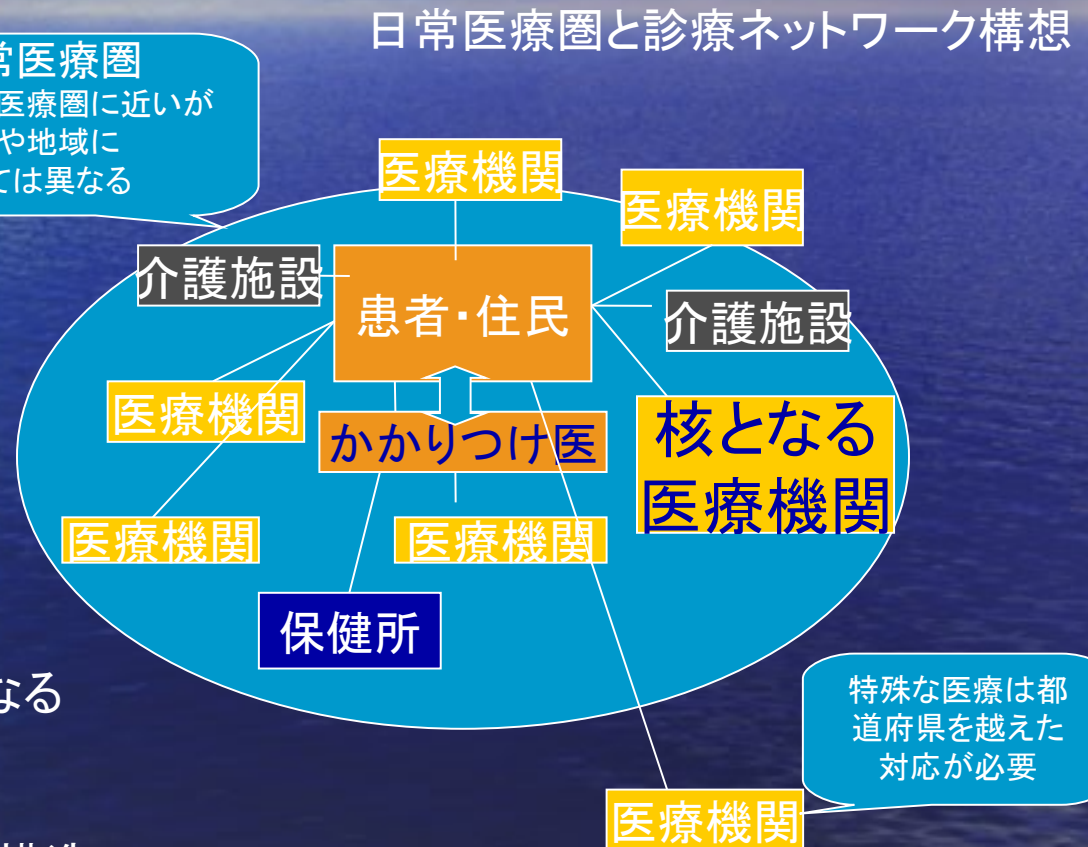 日常医療圏と診療ネットワーク構想
常医療圏
医療圏に近いが
や地域に
ては異なる
医療機関
医療機関
介護施設
患者・住民
介護施設
医療機関
かかりつけ医
核となる
医療機関
医療機関
医療機関
保健所
なる
特殊な医療は都
道府県を越えた
対応が必要
医療機関